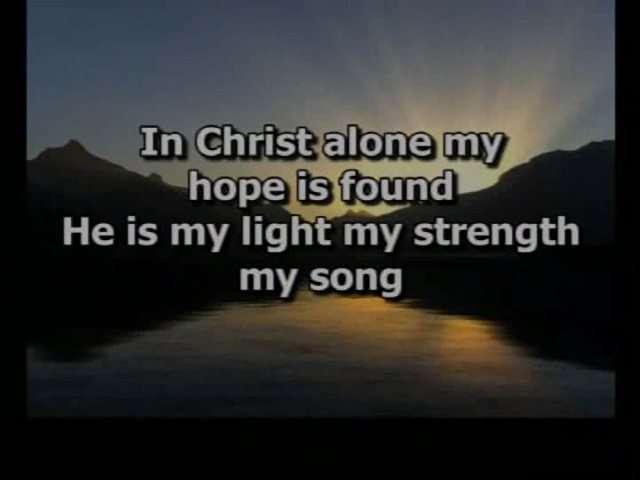 In Christ alone my
hope is found
He is my light my strength
my song